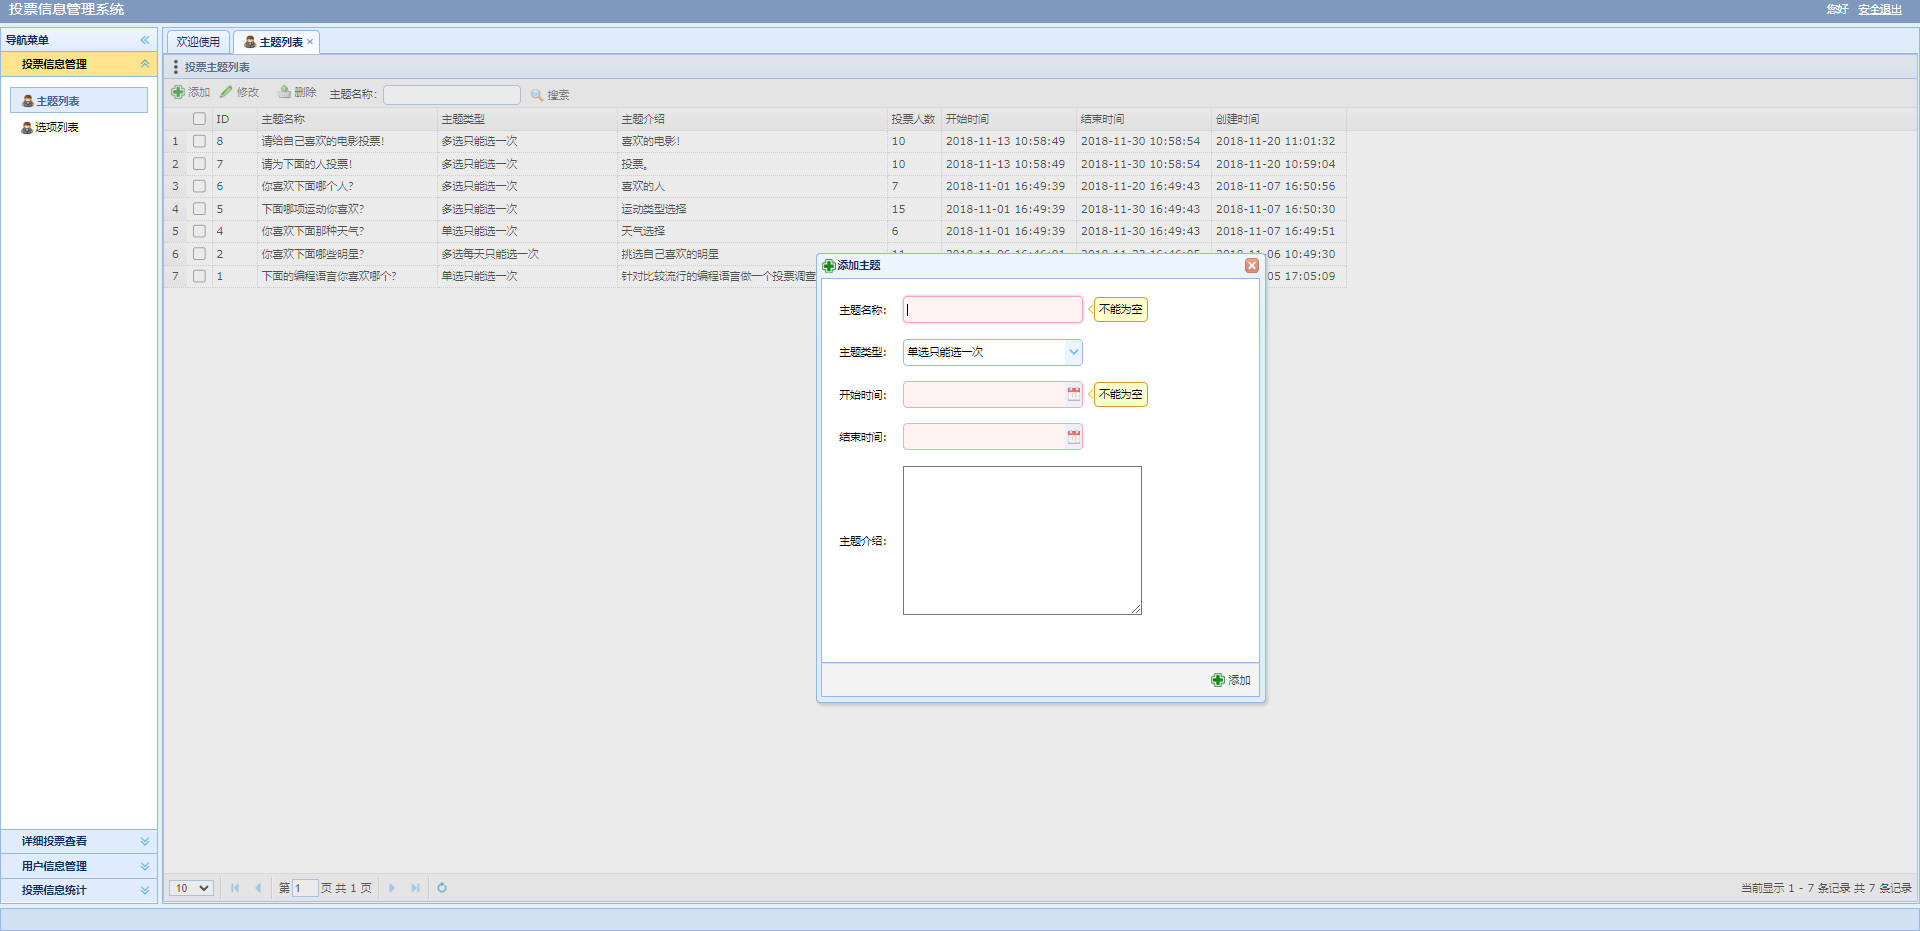 投票信息管理系统
您好 安全退出
导航菜单
投票信息管理
主题列表
选项列表
详细投票查看
用户信息管理
投票信息统计
欢迎使用 主题列表
投票主题列表
添加 修改 删除 主题名称: 搜索
ID 主题名称 主题类型 主题介绍 投票人数 开始时间 结束时间 创建时间
1 8 请给自己喜欢的电影投票! 多选只能选一次 喜欢的电影! 10 2018-11-13 10:58:49 2018-11-30 10:58:54 2018-11-20 11:01:32
2 7 请为下面的人投票! 多选只能选一次 投票。 10 2018-11-13 10:58:49 2018-11-30 10:58:54 2018-11-20 10:59:04
3 6 你喜欢下面哪个人? 多选只能选一次 喜欢的人 7 2018-11-01 16:49:39 2018-11-20 16:49:43 2018-11-07 16:50:56
4 5 下面哪项运动你喜欢? 多选只能选一次 运动类型选择 15 2018-11-01 16:49:39 2018-11-30 16:49:43 2018-11-07 16:50:30
5 4 你喜欢下面那种天气? 单选只能选一次 天气选择 6 2018-11-01 16:49:39 2018-11-30 16:49:43 2018-11-07 16:49:51
6 2 你喜欢下面哪些明星? 多选每天只能选一次 挑选自己喜欢的明星 06 10:49:30
7 1 下面的编程语言你喜欢哪个? 单选只能选一次 针对比较流行的编程语言做一个投票调查 05 17:05:09
添加主题
主题名称: 不能为空
主题类型: 单选只能选一次
开始时间: 不能为空
结束时间:
主题介绍:
添加
10 第 1 页 共 1 页
当前显示 1 - 7 条记录 共 7 条记录